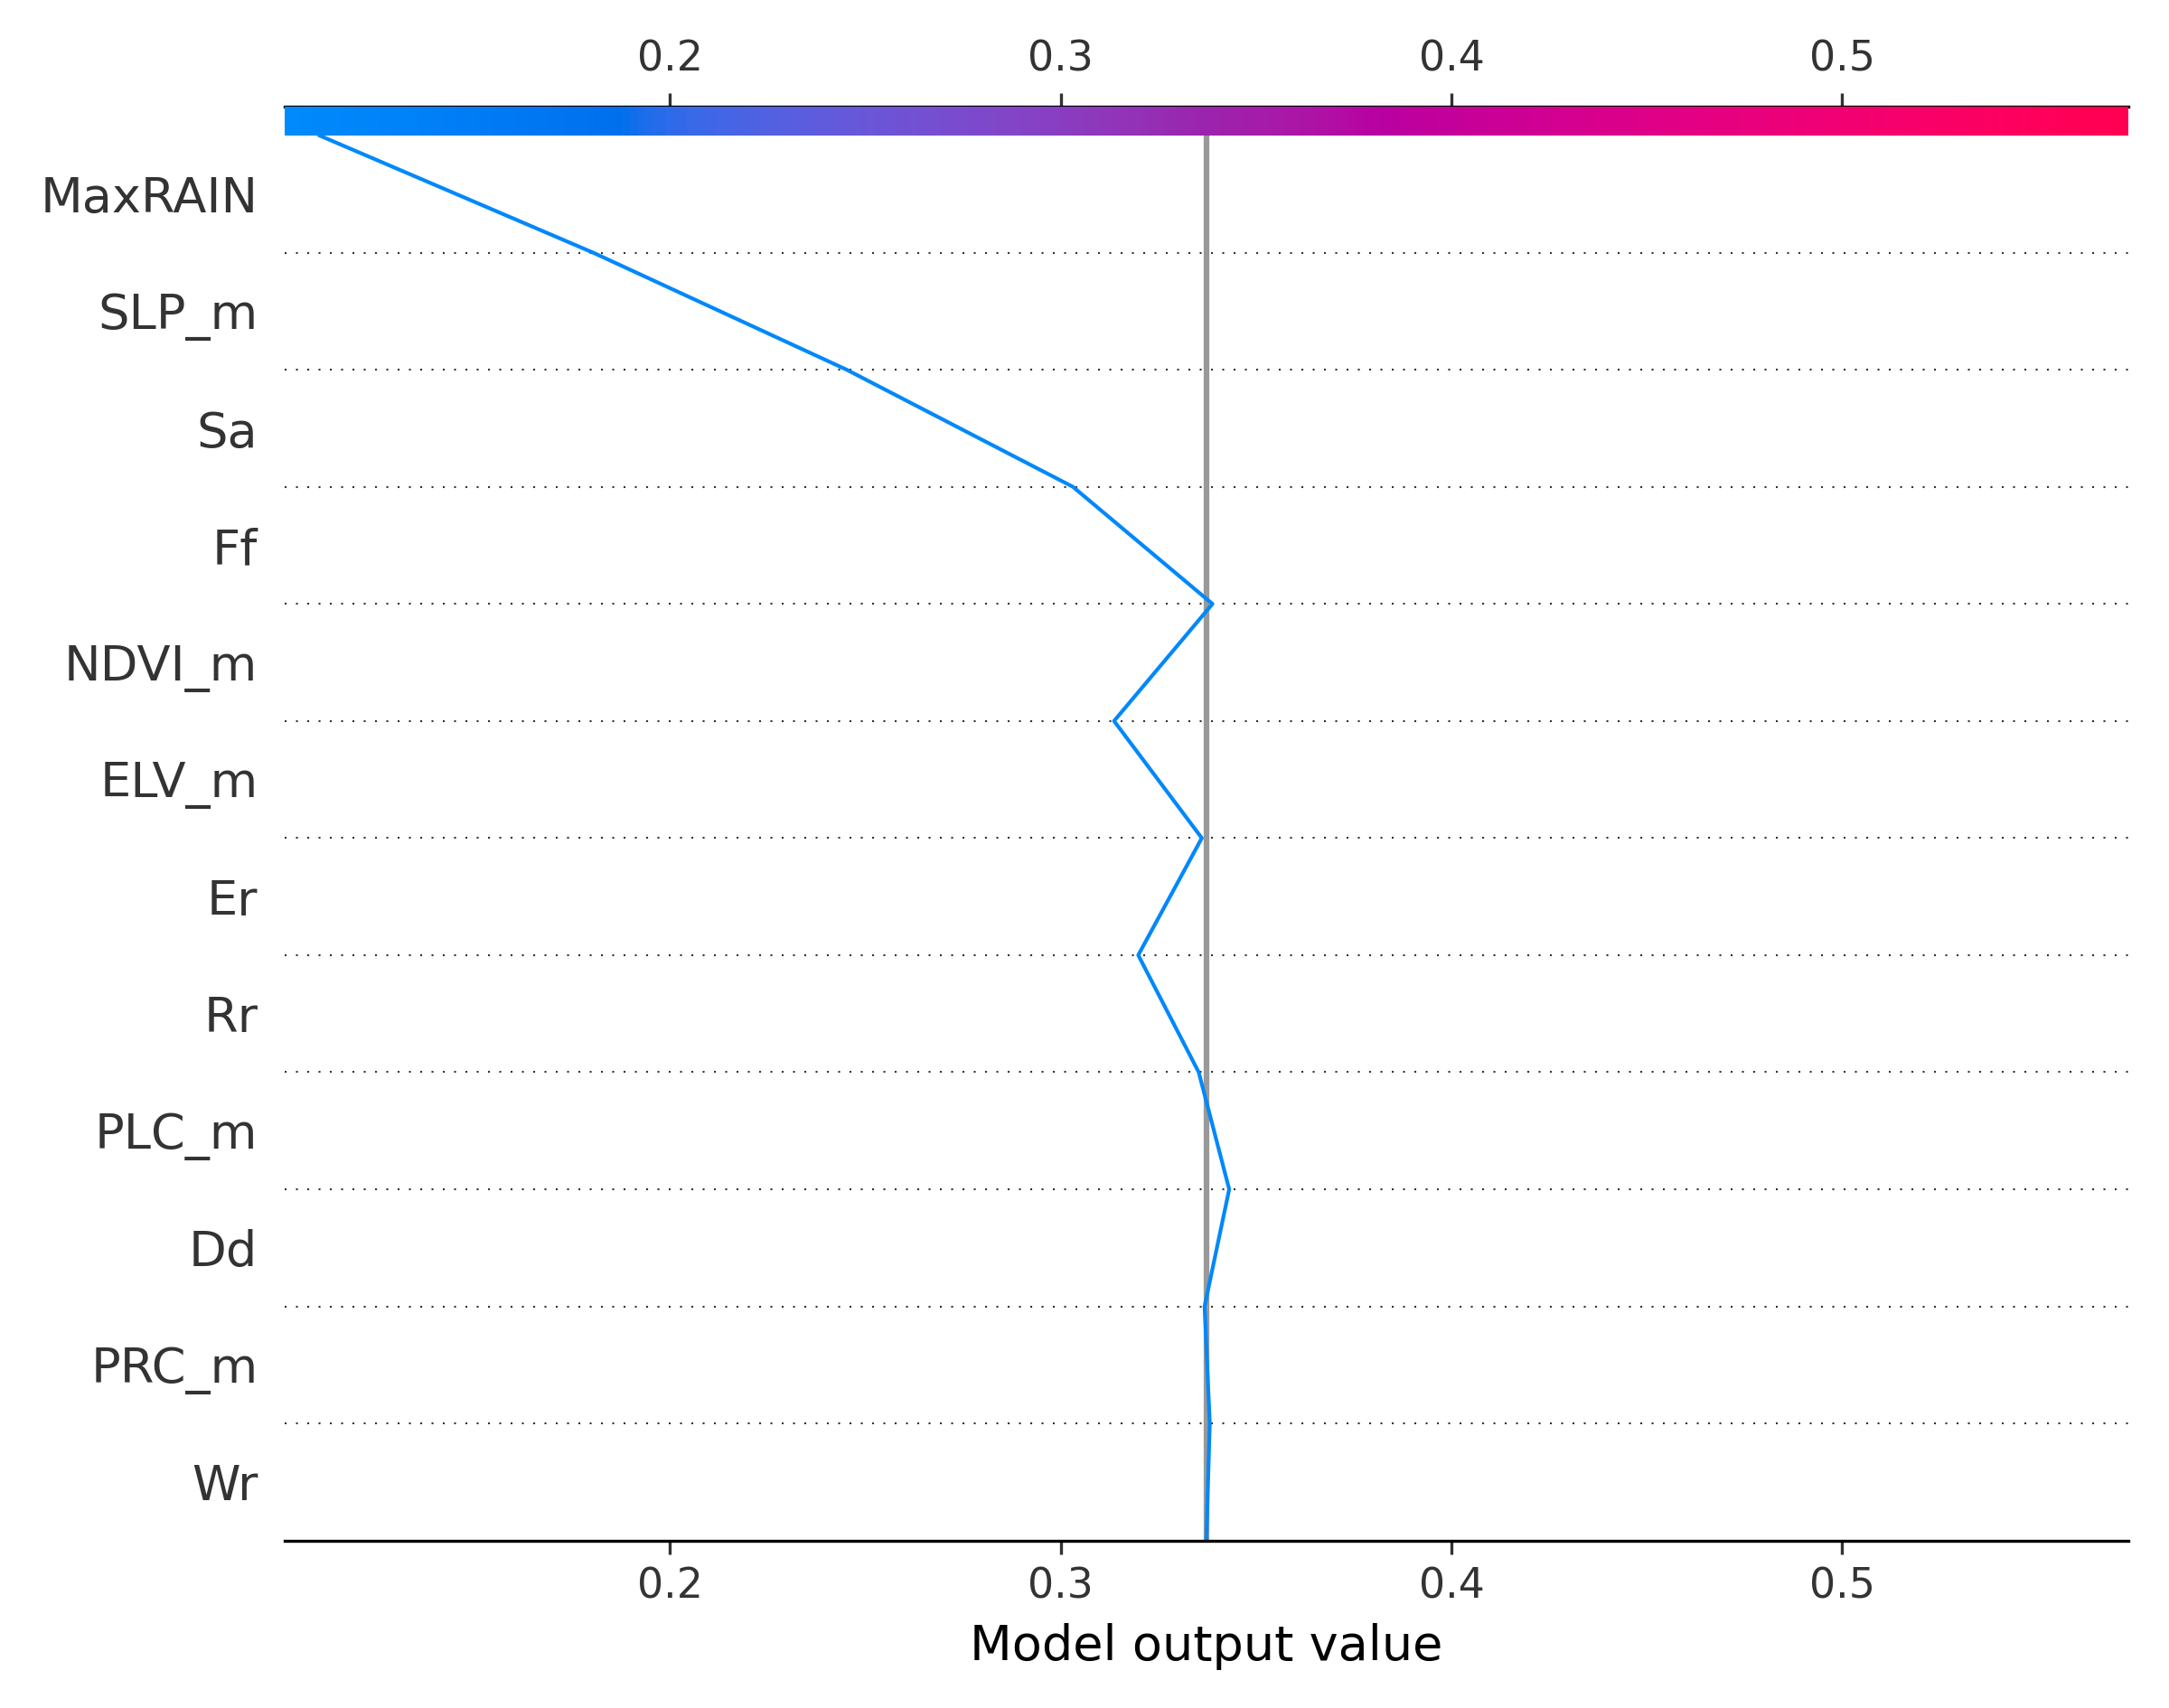 0.2 0.3 0.4 0.5
MaxRAIN
SLP_m
Sa
Ff
NDVI_m
ELV_m
Er
Rr
PLC_m
Dd
PRC_m
Wr
0.2 0.3 0.4 0.5
Model output value